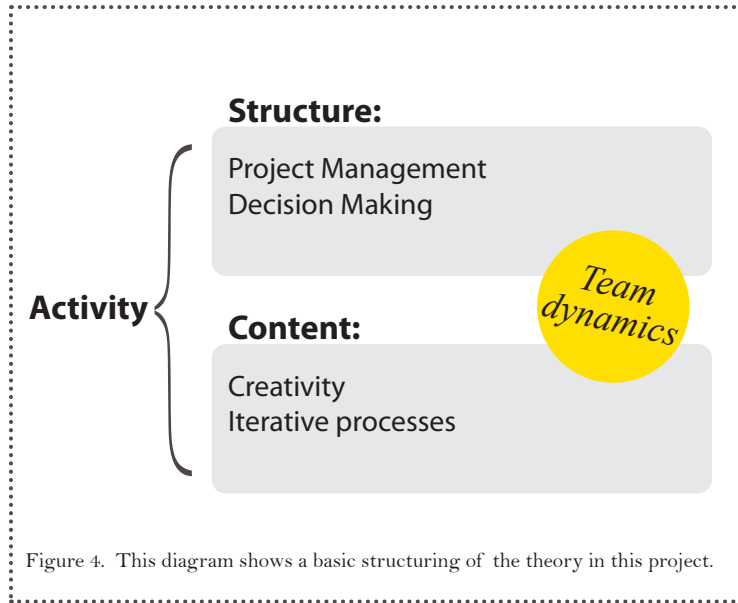 Structure:
Project Management
Decision Making
Activity
Team
dynamics
Content:
Creativity
Iterative processes
Figure 4. This diagram shows a basic structuring of the theory in this project.